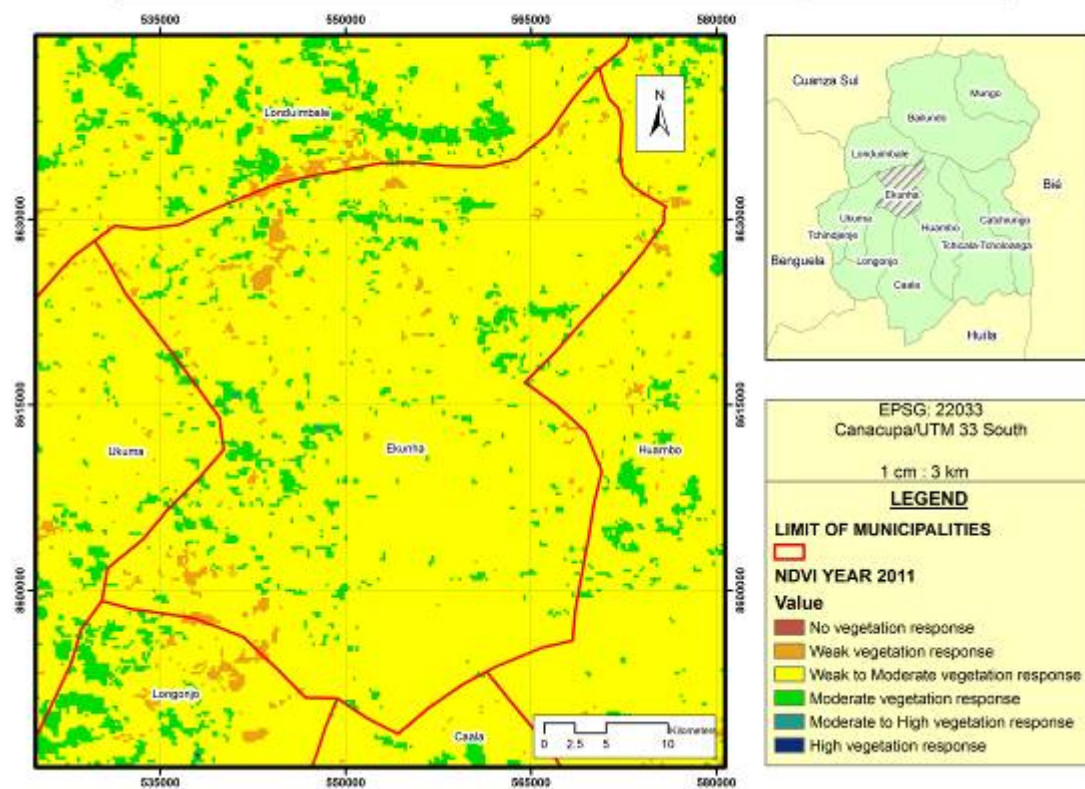 535000 550000 565000 580000
8630000
8615000
8600000
8630000
8615000
8600000
Londuimbale
N
Ukuma
Ekunha
Huambo
Longonjo
Caala
Kilometers
0 2.5 5 10
535000 550000 565000 580000
Cuanza Sul
Mungo
Bailundo
Londuimbale
Bié
Ekunha
Ukuma
Catchiungo
Tchindjenje
Huambo
Tchicala-Tcholoanga
Benguela
Longonjo
Caala
Huila
EPSG: 22033
Canacupa/UTM 33 South
1 cm : 3 km
LEGEND
LIMIT OF MUNICIPALITIES
NDVI YEAR 2011
Value
No vegetation response
Weak vegetation response
Weak to Moderate vegetation response
Moderate vegetation response
Moderate to High vegetation response
High vegetation response